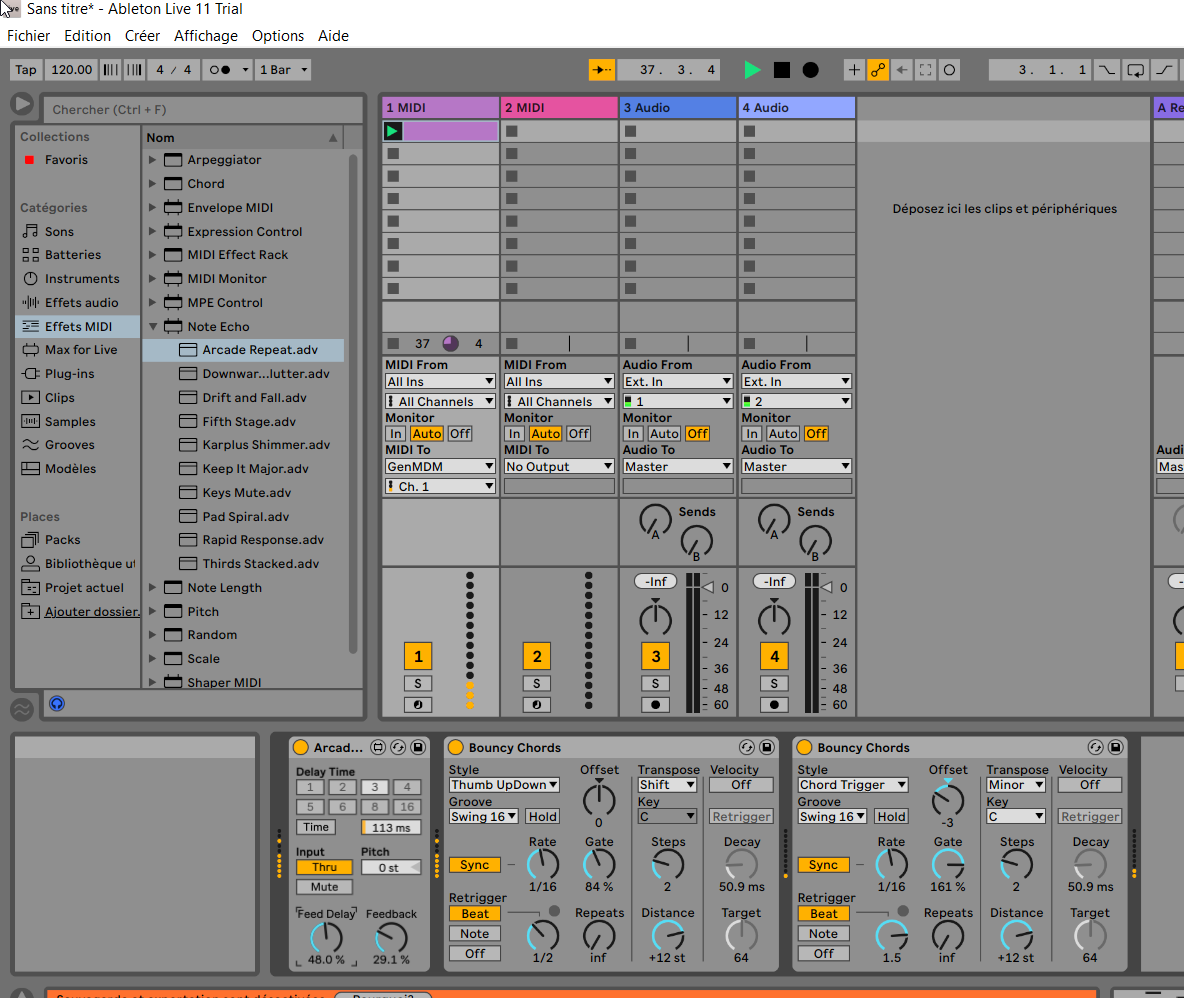 Sans titre* - Ableton Live 11 Trial
Fichier Edition Créer Affichage Options Aide
Tap 120.00 4 / 4 1 Bar 37. 3. 4 3. 1. 1
Chercher (Ctrl + F)
Collections
Favoris
Catégories
Sons
Batteries
Instruments
Effets audio
Effets MIDI
Max for Live
Plug-ins
Clips
Samples
Grooves
Modèles
Places
Packs
Bibliothèque ut
Projet actuel
Ajouter dossier.
Nom
Arpeggiator
Chord
Envelope MIDI
Expression Control
MIDI Effect Rack
MIDI Monitor
MPE Control
Note Echo
Arcade Repeat.adv
Downwar...lutter.adv
Drift and Fall.adv
Fifth Stage.adv
Karplus Shimmer.adv
Keep It Major.adv
Keys Mute.adv
Pad Spiral.adv
Rapid Response.adv
Thirds Stacked.adv
Note Length
Pitch
Random
Scale
Shaper MIDI
1 MIDI 2 MIDI 3 Audio 4 Audio A Re
Déposez ici les clips et périphériques
37 4
MIDI From MIDI From Audio From Audio From
All Ins All Ins Ext. In Ext. In
All Channels All Channels 1 2
Monitor Monitor Monitor Monitor
In Auto Off In Auto Off In Auto Off In Auto Off
MIDI To MIDI To Audio To Audio To Audi
GenMDM No Output Master Master Mas
Ch. 1
Sends Sends
A A
B B
-Inf 0 -Inf 0
12 12
24 24
1 2 3 4
36 36
S S S S
48 48
60 60
Arcad...
Delay Time
1 2 3 4
5 6 8 16
Time 113 ms
Input Pitch
Thru 0 st
Mute
Feed Delay Feedback
48.0 % 29.1 %
Bouncy Chords
Style Offset Transpose Velocity
Thumb UpDown Shift Off
Groove Key
Swing 16 Hold 0 C Retrigger
Rate Gate Steps Decay
Sync
1/16 84 % 2 50.9 ms
Retrigger
Beat Repeats Distance Target
Note
Off 1/2 inf +12 st 64
Bouncy Chords
Style Offset Transpose Velocity
Chord Trigger Minor Off
Groove Key
Swing 16 Hold -3 C Retrigger
Rate Gate Steps Decay
Sync
1/16 161 % 2 50.9 ms
Retrigger
Beat Repeats Distance Target
Note
Off 1.5 inf +12 st 64
Sauvegarde et exportation sont désactivées. Pourquoi?